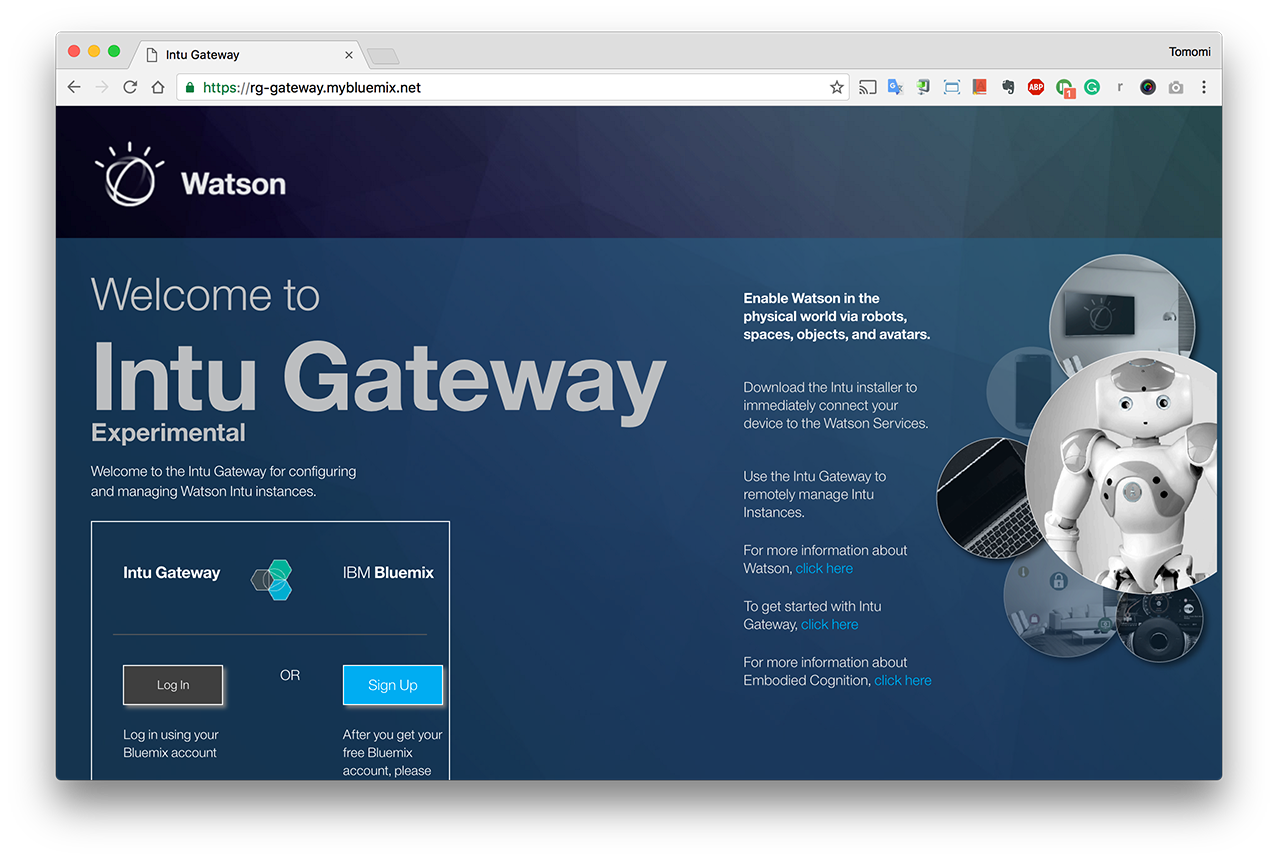 Intu Gateway
Tomomi
https://rg-gateway.mybluemix.net
ABP
1
r
Watson
Welcome to
Intu Gateway
Experimental
Welcome to the Intu Gateway for configuring
and managing Watson Intu instances.
Intu Gateway
IBM Bluemix
Log In
OR
Sign Up
Log in using your
Bluemix account
After you get your
free Bluemix
account, please
Enable Watson in the
physical world via robots,
spaces, objects, and avatars.
Download the Intu installer to
immediately connect your
device to the Watson Services.
Use the Intu Gateway to
remotely manage Intu
Instances.
For more information about
Watson, click here
To get started with Intu
Gateway, click here
For more information about
Embodied Cognition, click here